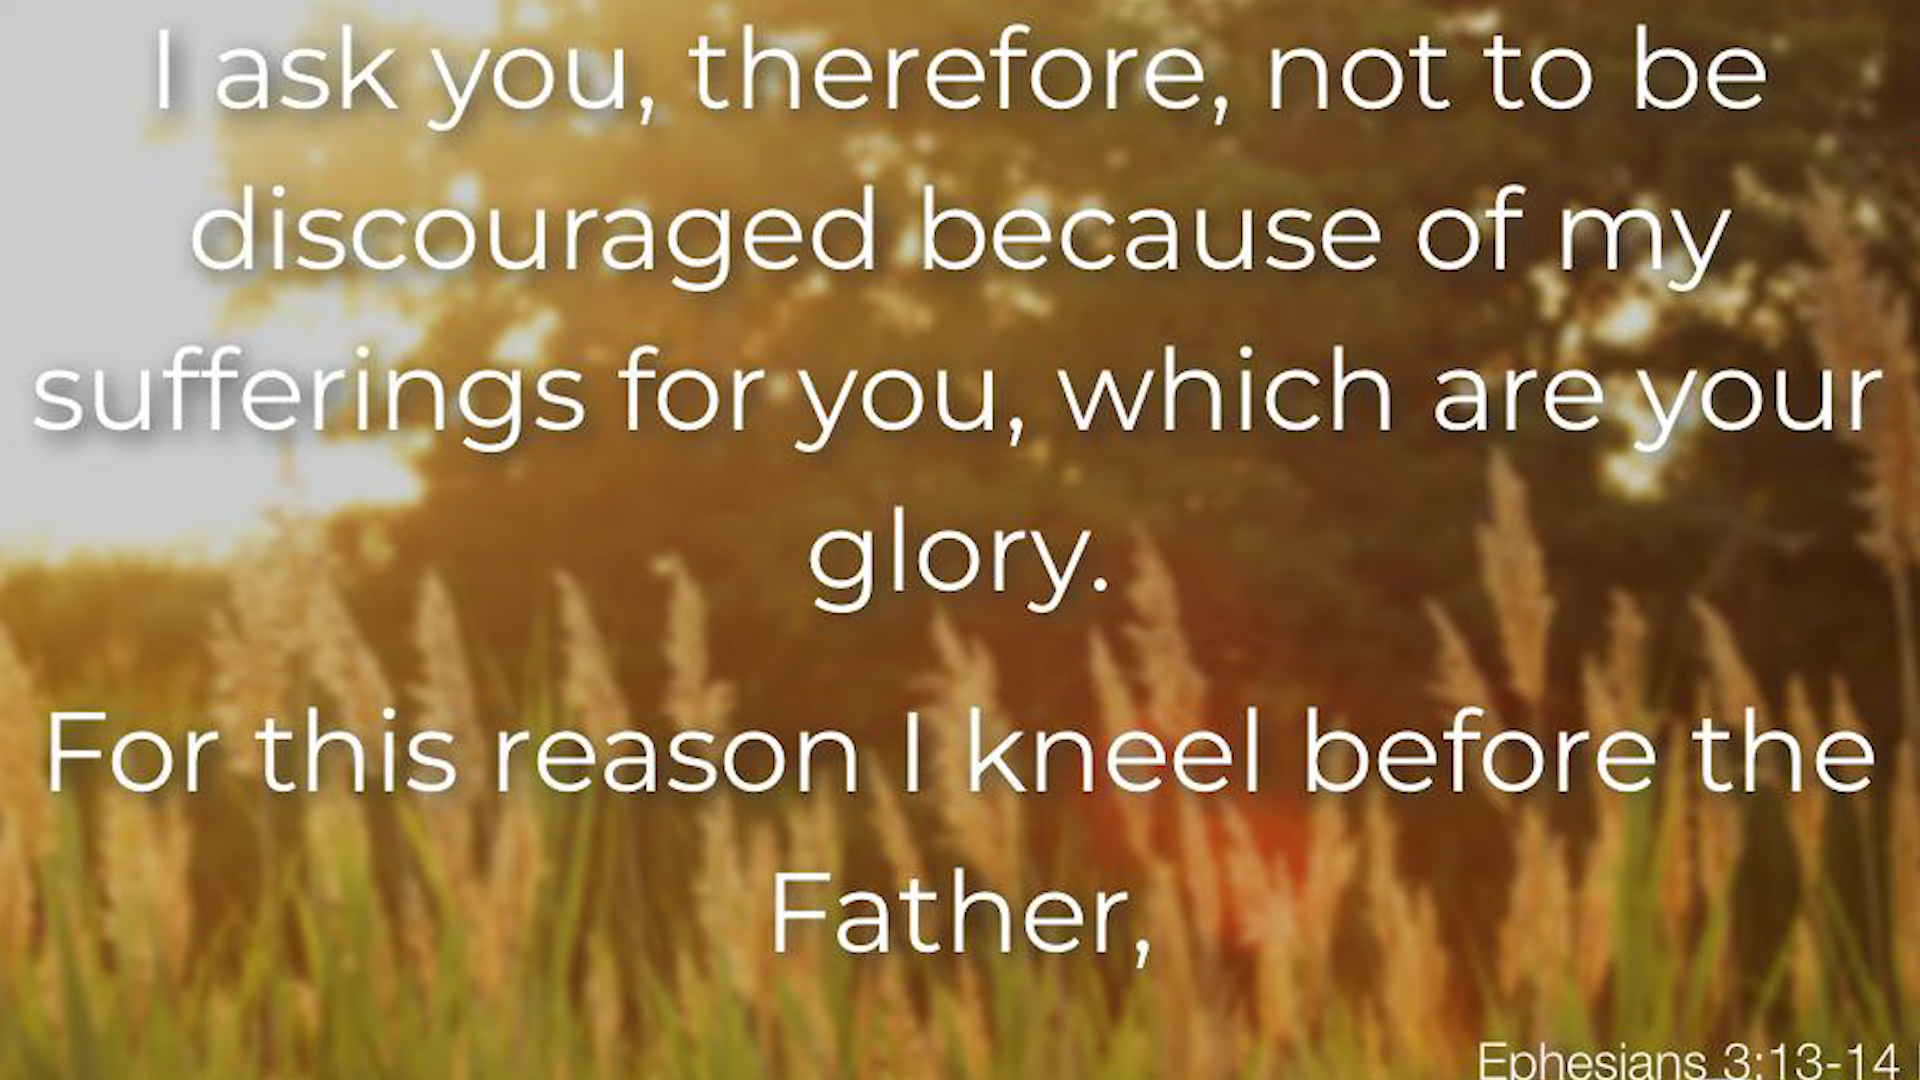 I ask you, therefore, not to be
discouraged because of my
sufferings for you, which are your
glory.
For this reason I kneel before the
Father,
Ephesians 3:13-14